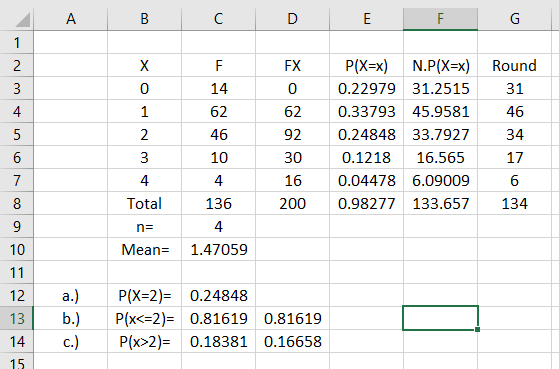 A B C D E F G
1
2 X F FX P(X=x) N.P(X=x) Round
3 0 14 0 0.22979 31.2515 31
4 1 62 62 0.33793 45.9581 46
5 2 46 92 0.24848 33.7927 34
6 3 10 30 0.1218 16.565 17
7 4 4 16 0.04478 6.09009 6
8 Total 136 200 0.98277 133.657 134
9 n= 4
10 Mean= 1.47059
11
12 a.) P(X=2)= 0.24848
13 b.) P(x<=2)= 0.81619 0.81619
14 c.) P(x>2)= 0.18381 0.16658
15